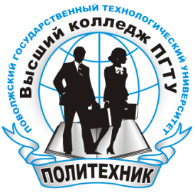 ПОВОЛЖСКИЙ ГОСУДАРСТВЕННЫЙ ТЕХНОЛОГИЧЕСКИЙ УНИВЕРСИТЕТ
Высший колледж ПГТУ
ПОЛИТЕХНИК